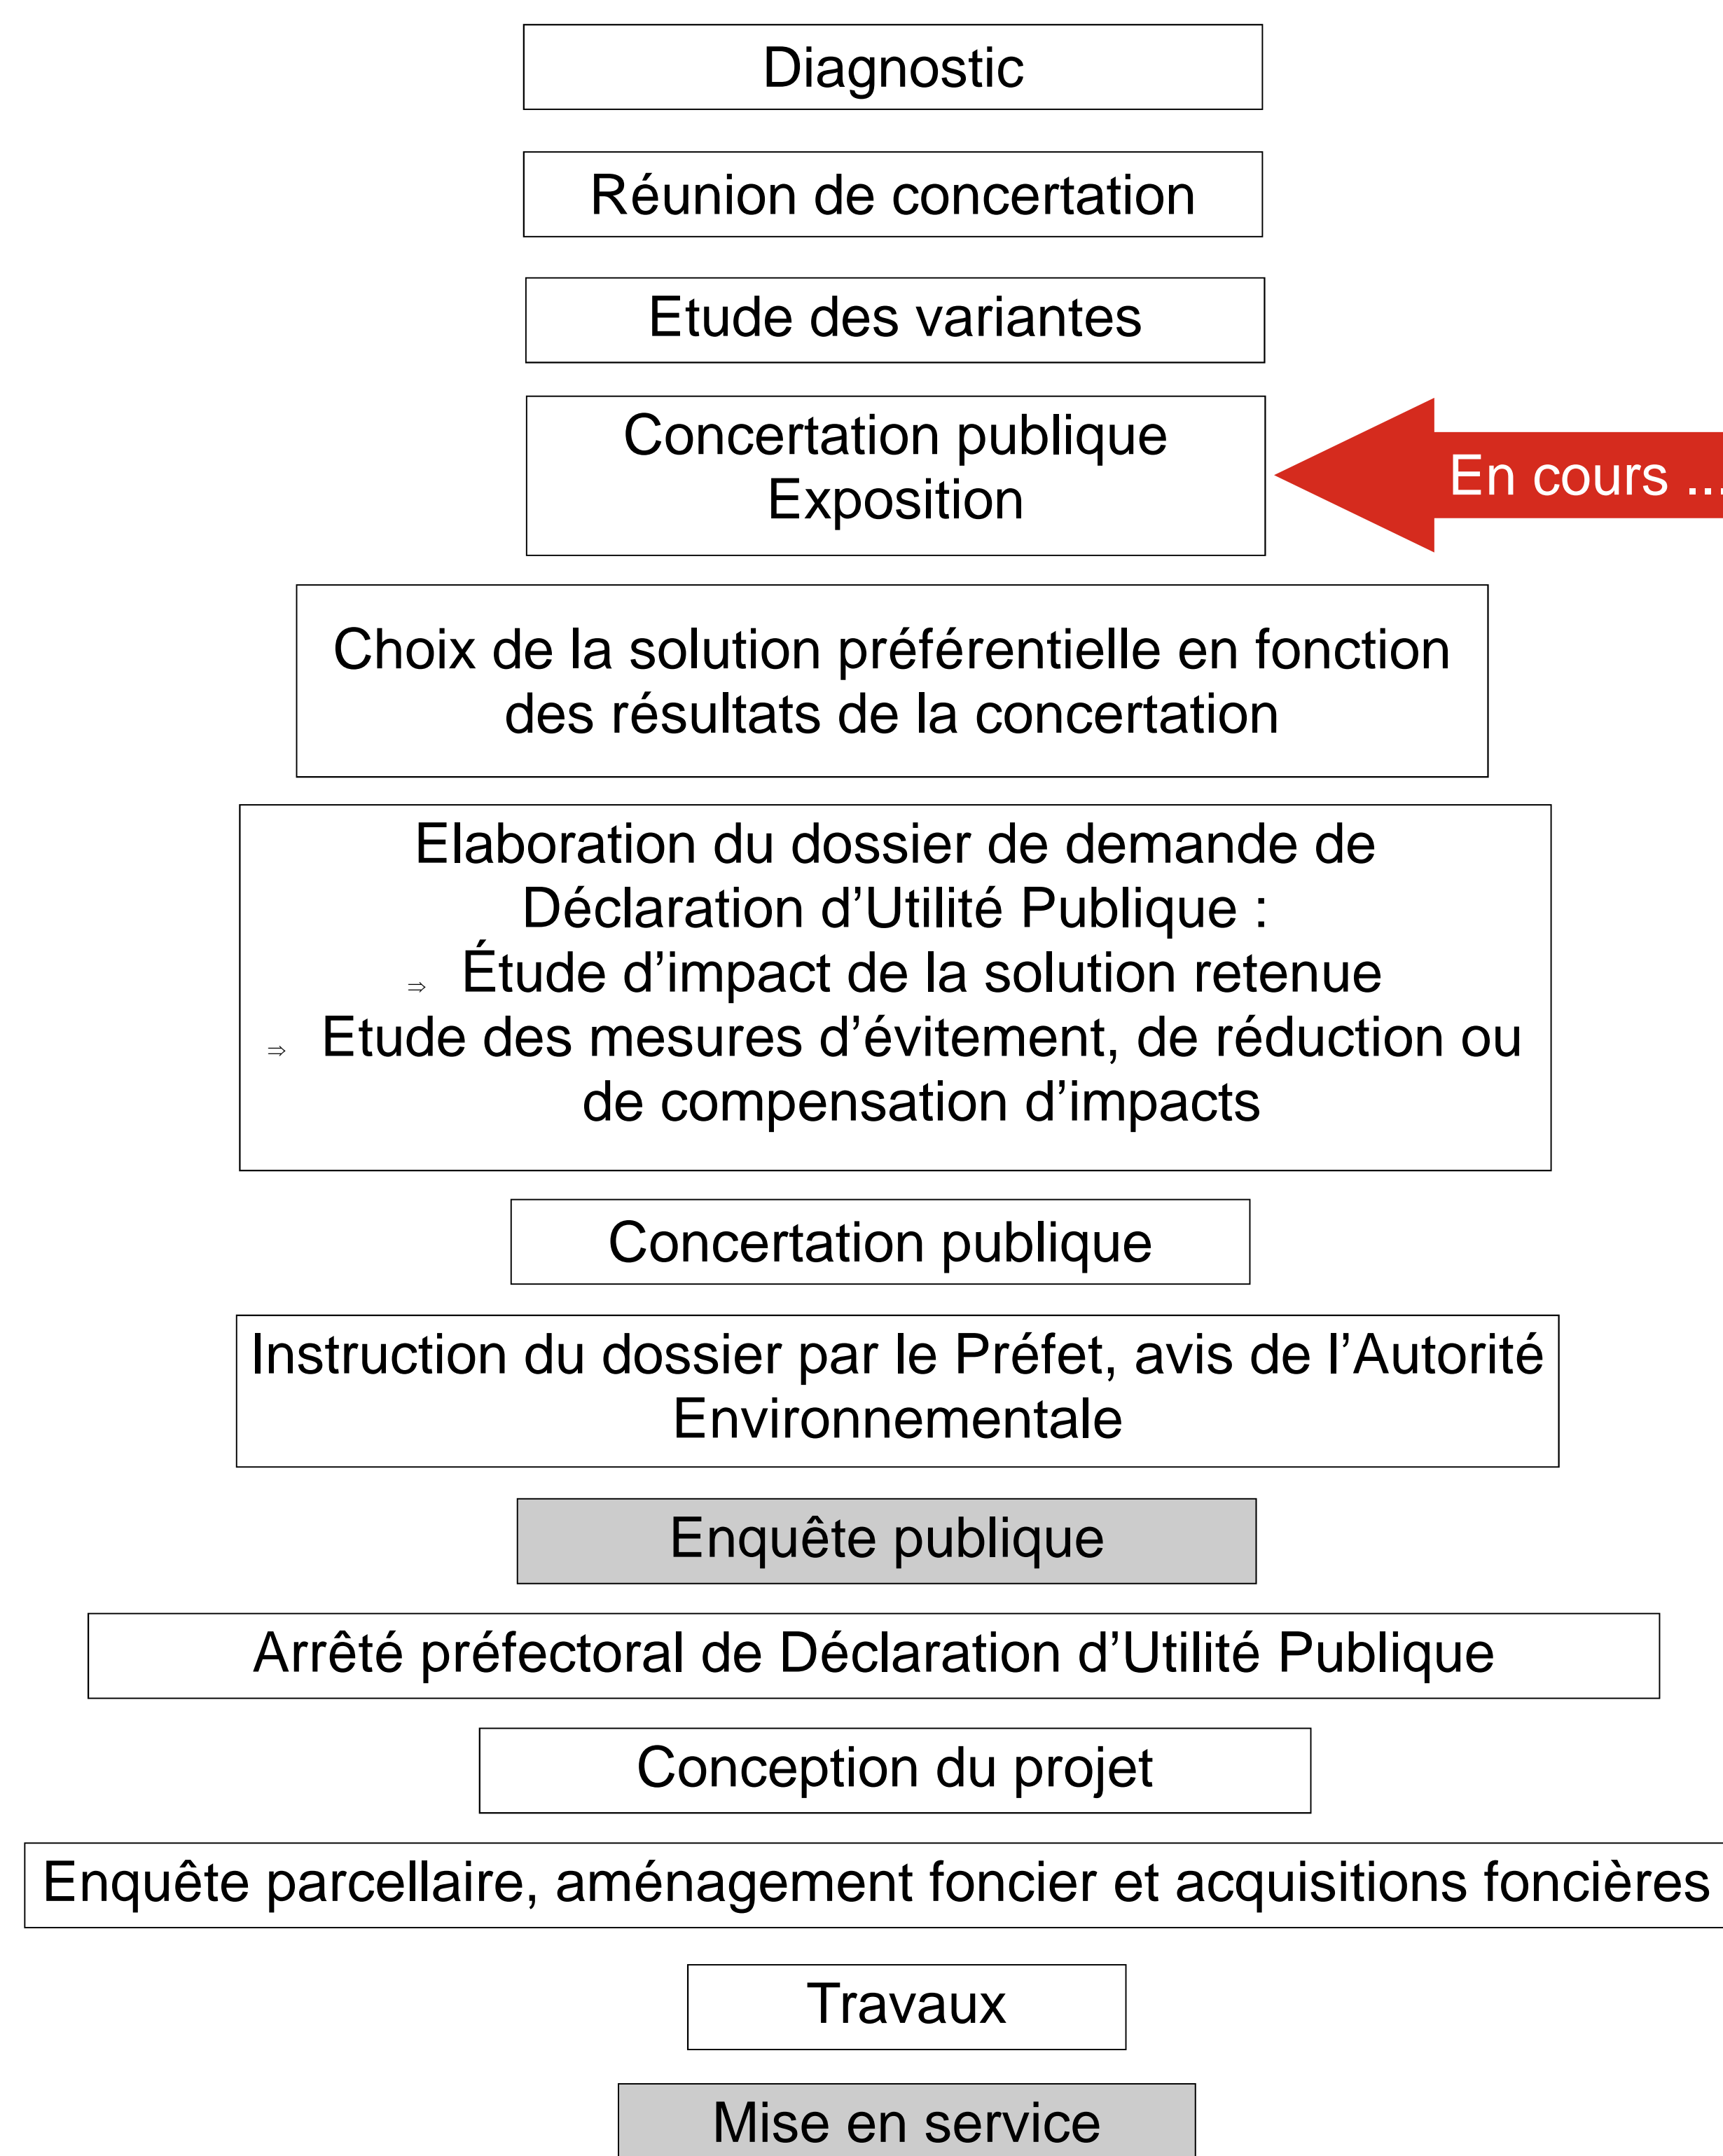 Diagnostic
Réunion de concertation
Etude des variantes
Concertation publique
Exposition
En cours ...
Choix de la solution préférentielle en fonction
des résultats de la concertation
Elaboration du dossier de demande de
Déclaration d’Utilité Publique :
⇒ Étude d’impact de la solution retenue
⇒ Etude des mesures d’évitement, de réduction ou
de compensation d’impacts
Concertation publique
Instruction du dossier par le Préfet, avis de l’Autorité
Environnementale
Enquête publique
Arrêté préfectoral de Déclaration d’Utilité Publique
Conception du projet
Enquête parcellaire, aménagement foncier et acquisitions foncières
Travaux
Mise en service